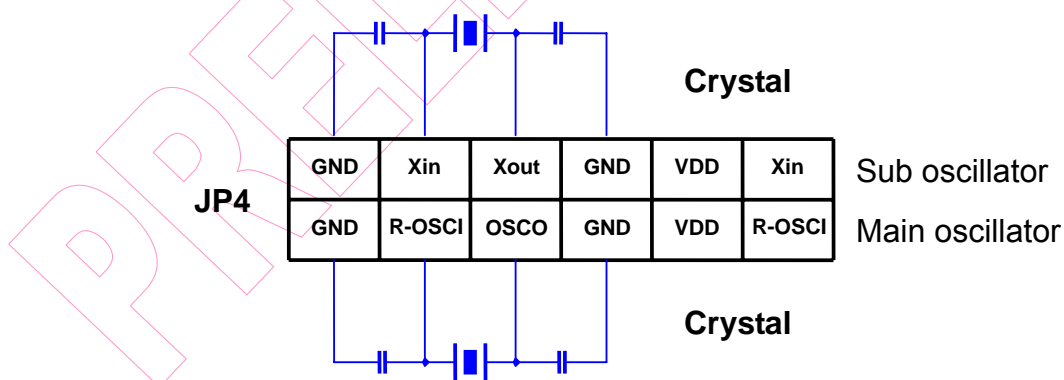 Crystal
GND Xin Xout GND VDD Xin Sub oscillator
JP4
GND R-OSCI OSCO GND VDD R-OSCI Main oscillator
Crystal
PRE